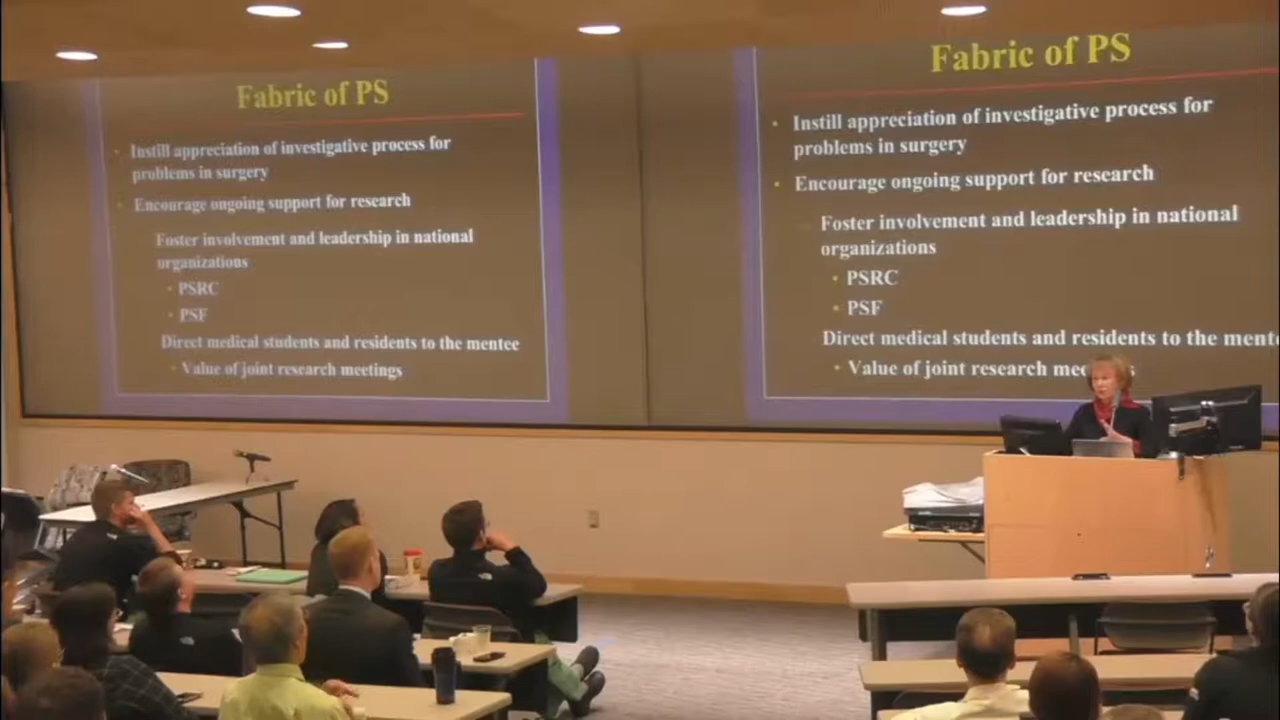 Fabric of PS
Instill appreciation of investigative process for
problems in surgery
Encourage ongoing support for research
Foster involvement and leadership in national
organizations
PSRC
PSF
Direct medical students and residents to the mentee
Value of joint research meetings
Fabric of PS
Instill appreciation of investigative process for
problems in surgery
Encourage ongoing support for research
Foster involvement and leadership in national
organizations
PSRC
PSF
Direct medical students and residents to the
Value of joint research